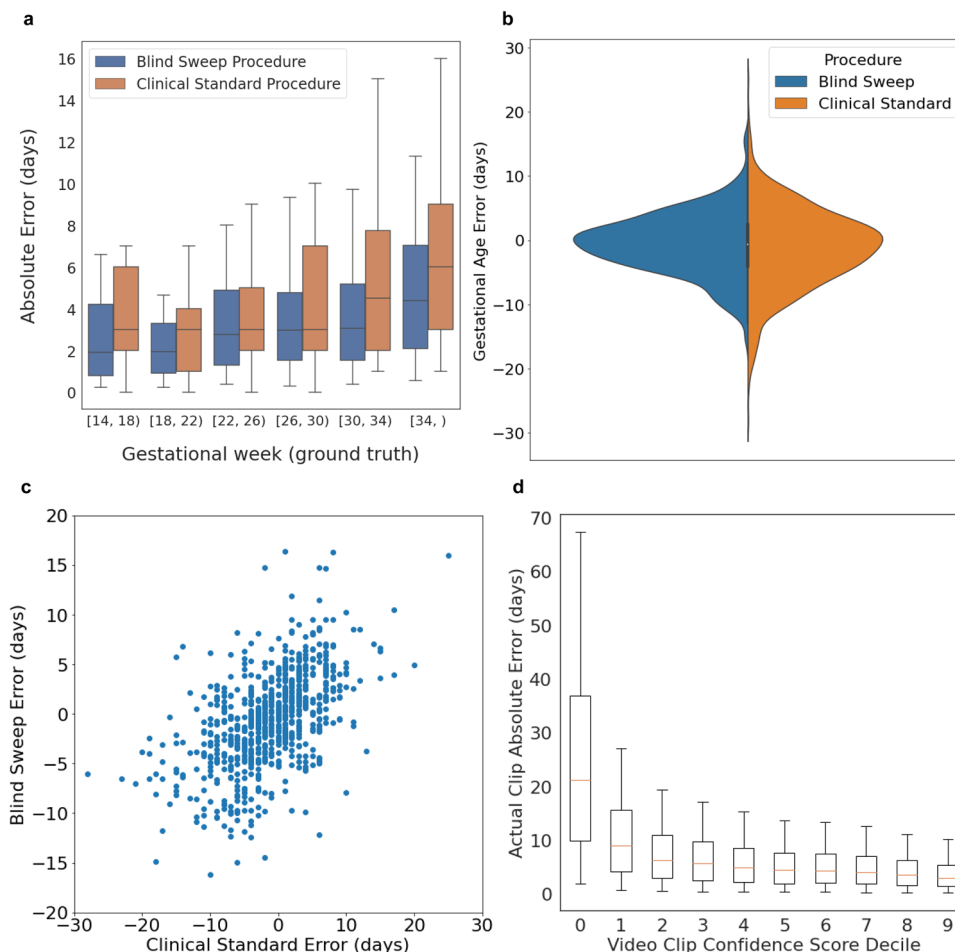 a
Absolute Error (days)
16
14
12
10
8
6
4
2
0
Blind Sweep Procedure
Clinical Standard Procedure
[14, 18) [18, 22) [22, 26) [26, 30) [30, 34) [34, )
Gestational week (ground truth)
b
Gestational Age Error (days)
30
20
10
0
−10
−20
−30
Procedure
Blind Sweep
Clinical Standard
c
Blind Sweep Error (days)
20
15
10
5
0
−5
−10
−15
−20
−30 −20 −10 0 10 20 30
Clinical Standard Error (days)
d
Actual Clip Absolute Error (days)
70
60
50
40
30
20
10
0
0 1 2 3 4 5 6 7 8 9
Video Clip Confidence Score Decile